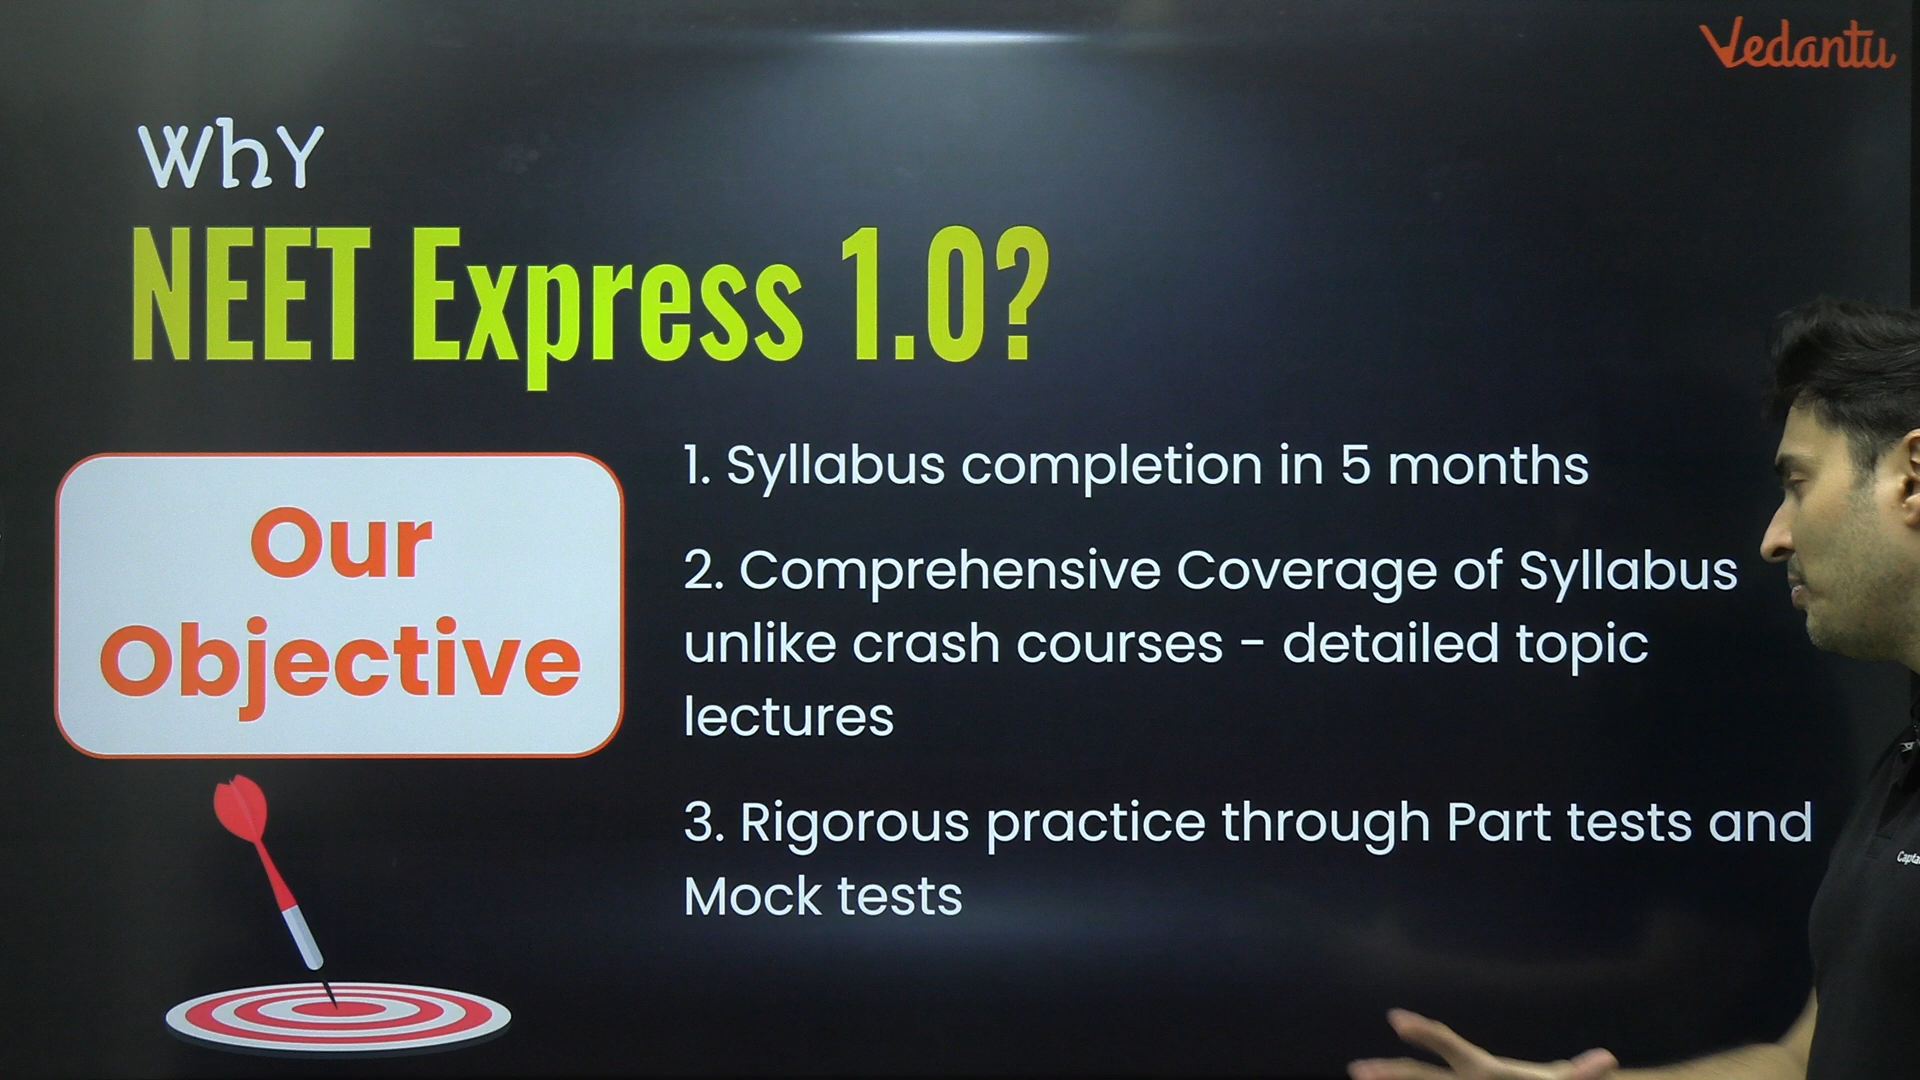 Vedantu
WhY
NEET Express 1.0?
Our
Objective
1. Syllabus completion in 5 months
2. Comprehensive Coverage of Syllabus
unlike crash courses - detailed topic
lectures
3. Rigorous practice through Part tests and
Mock tests